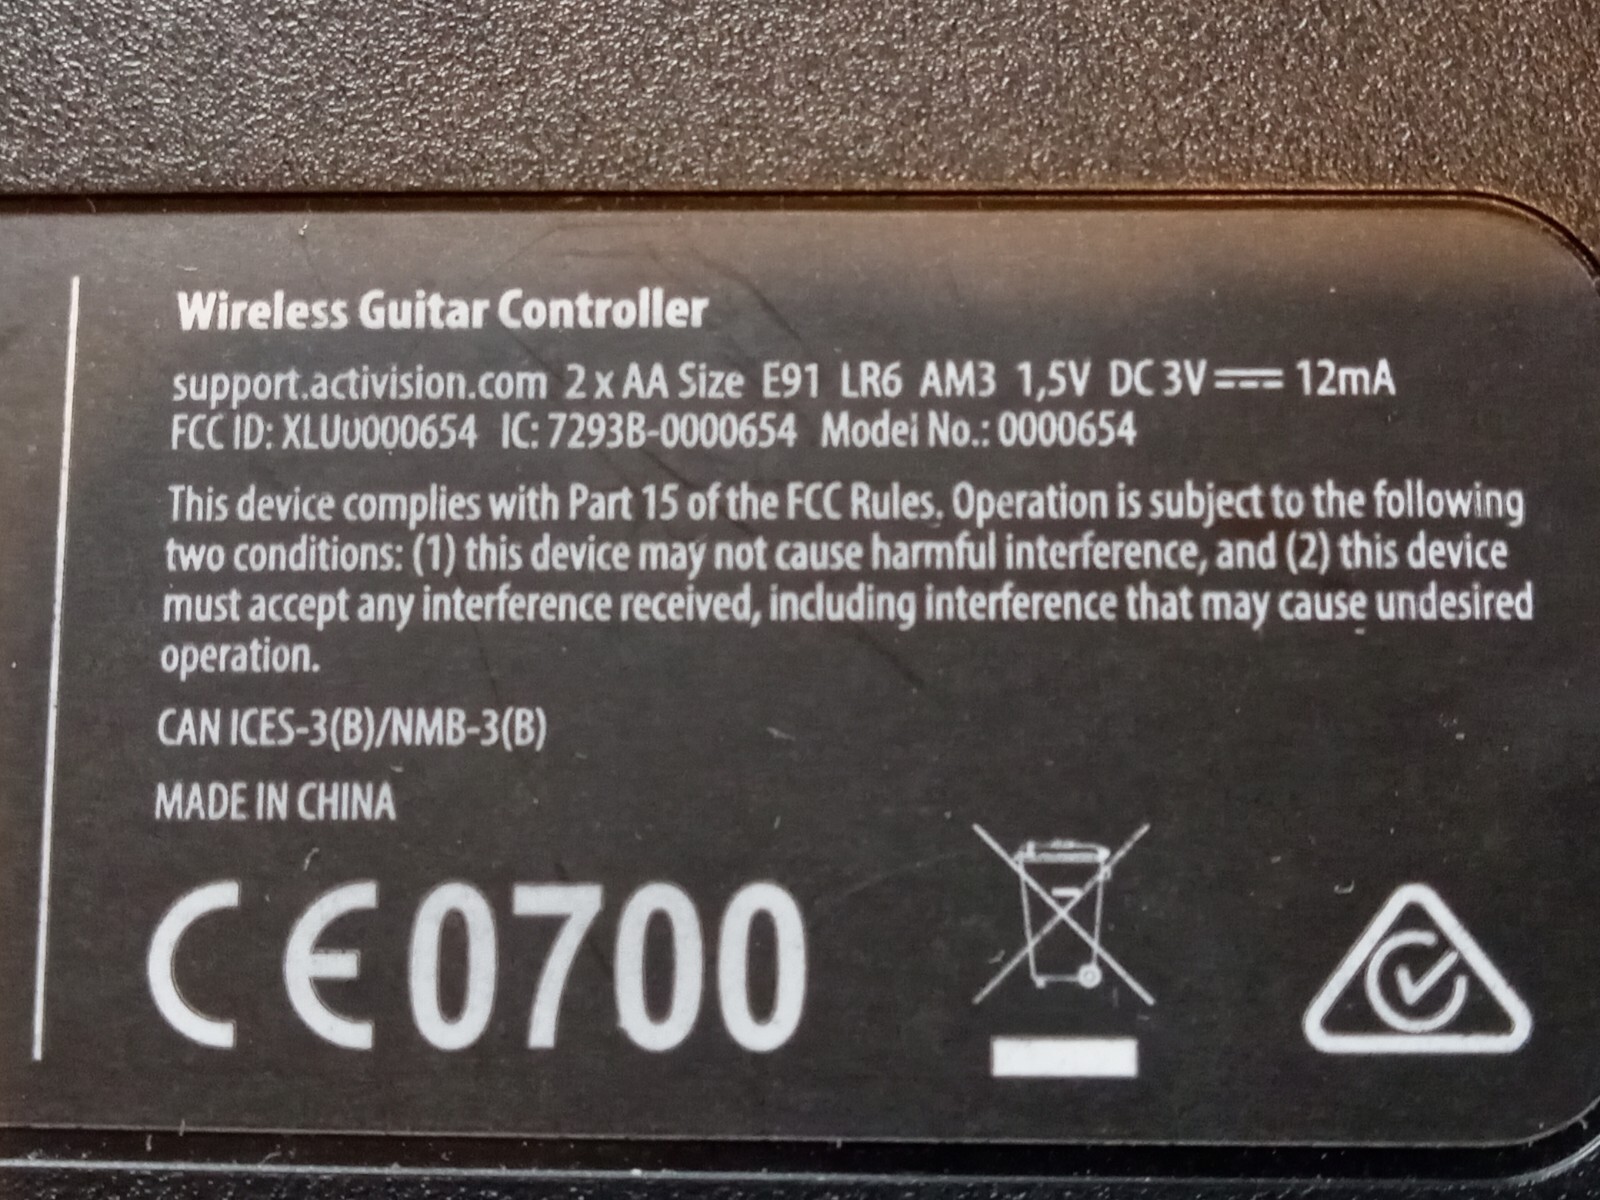 Wireless Guitar Controller
support.activision.com 2 x AA Size E91 LR6 AM3 1,5V DC 3V 12mA
FCC ID: XLU0000654 IC: 7293B-0000654 Model No.: 0000654
This device complies with Part 15 of the FCC Rules. Operation is subject to the following
two conditions: (1) this device may not cause harmful interference, and (2) this device
must accept any interference received, including interference that may cause undesired
operation.
CAN ICES-3(B)/NMB-3(B)
MADE IN CHINA
CE0700